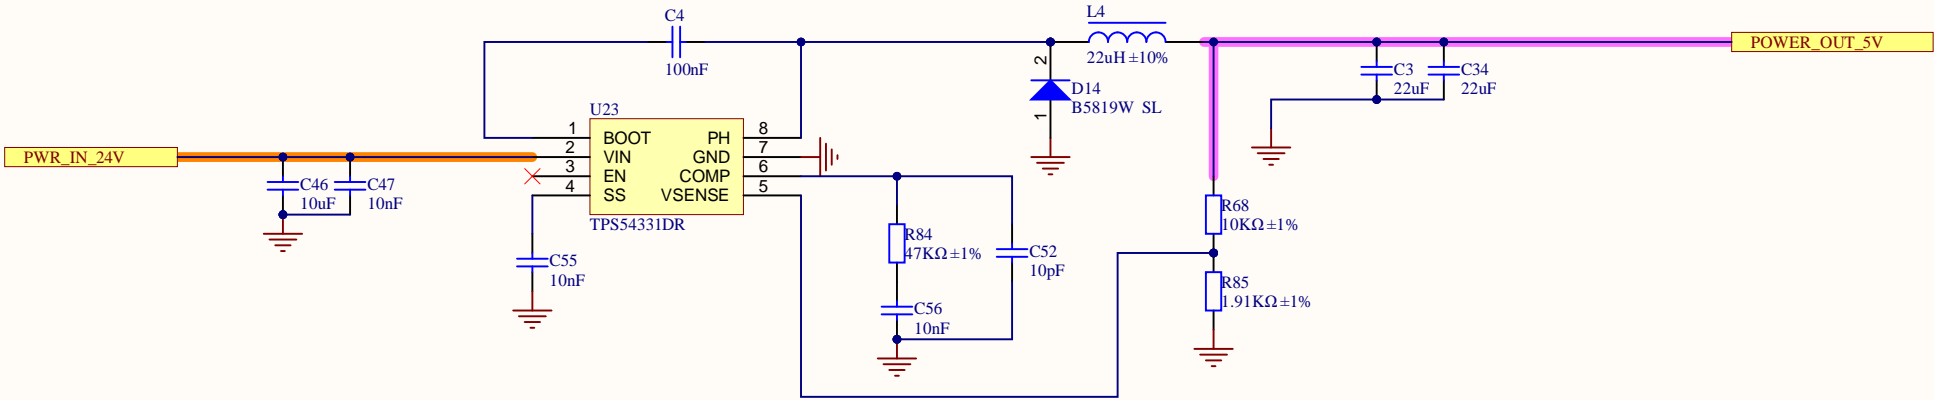 C4
100nF
L4
22uH±10%
POWER_OUT_5V
2
D14
B5819W SL
1
C3
22uF
C34
22uF
U23
1 BOOT PH 8
2 VIN GND 7
3 EN COMP 6
4 SS VSENSE 5
TPS54331DR
PWR_IN_24V
C46
10uF
C47
10nF
C55
10nF
R84
47KΩ±1%
C52
10pF
C56
10nF
R68
10KΩ±1%
R85
1.91KΩ±1%